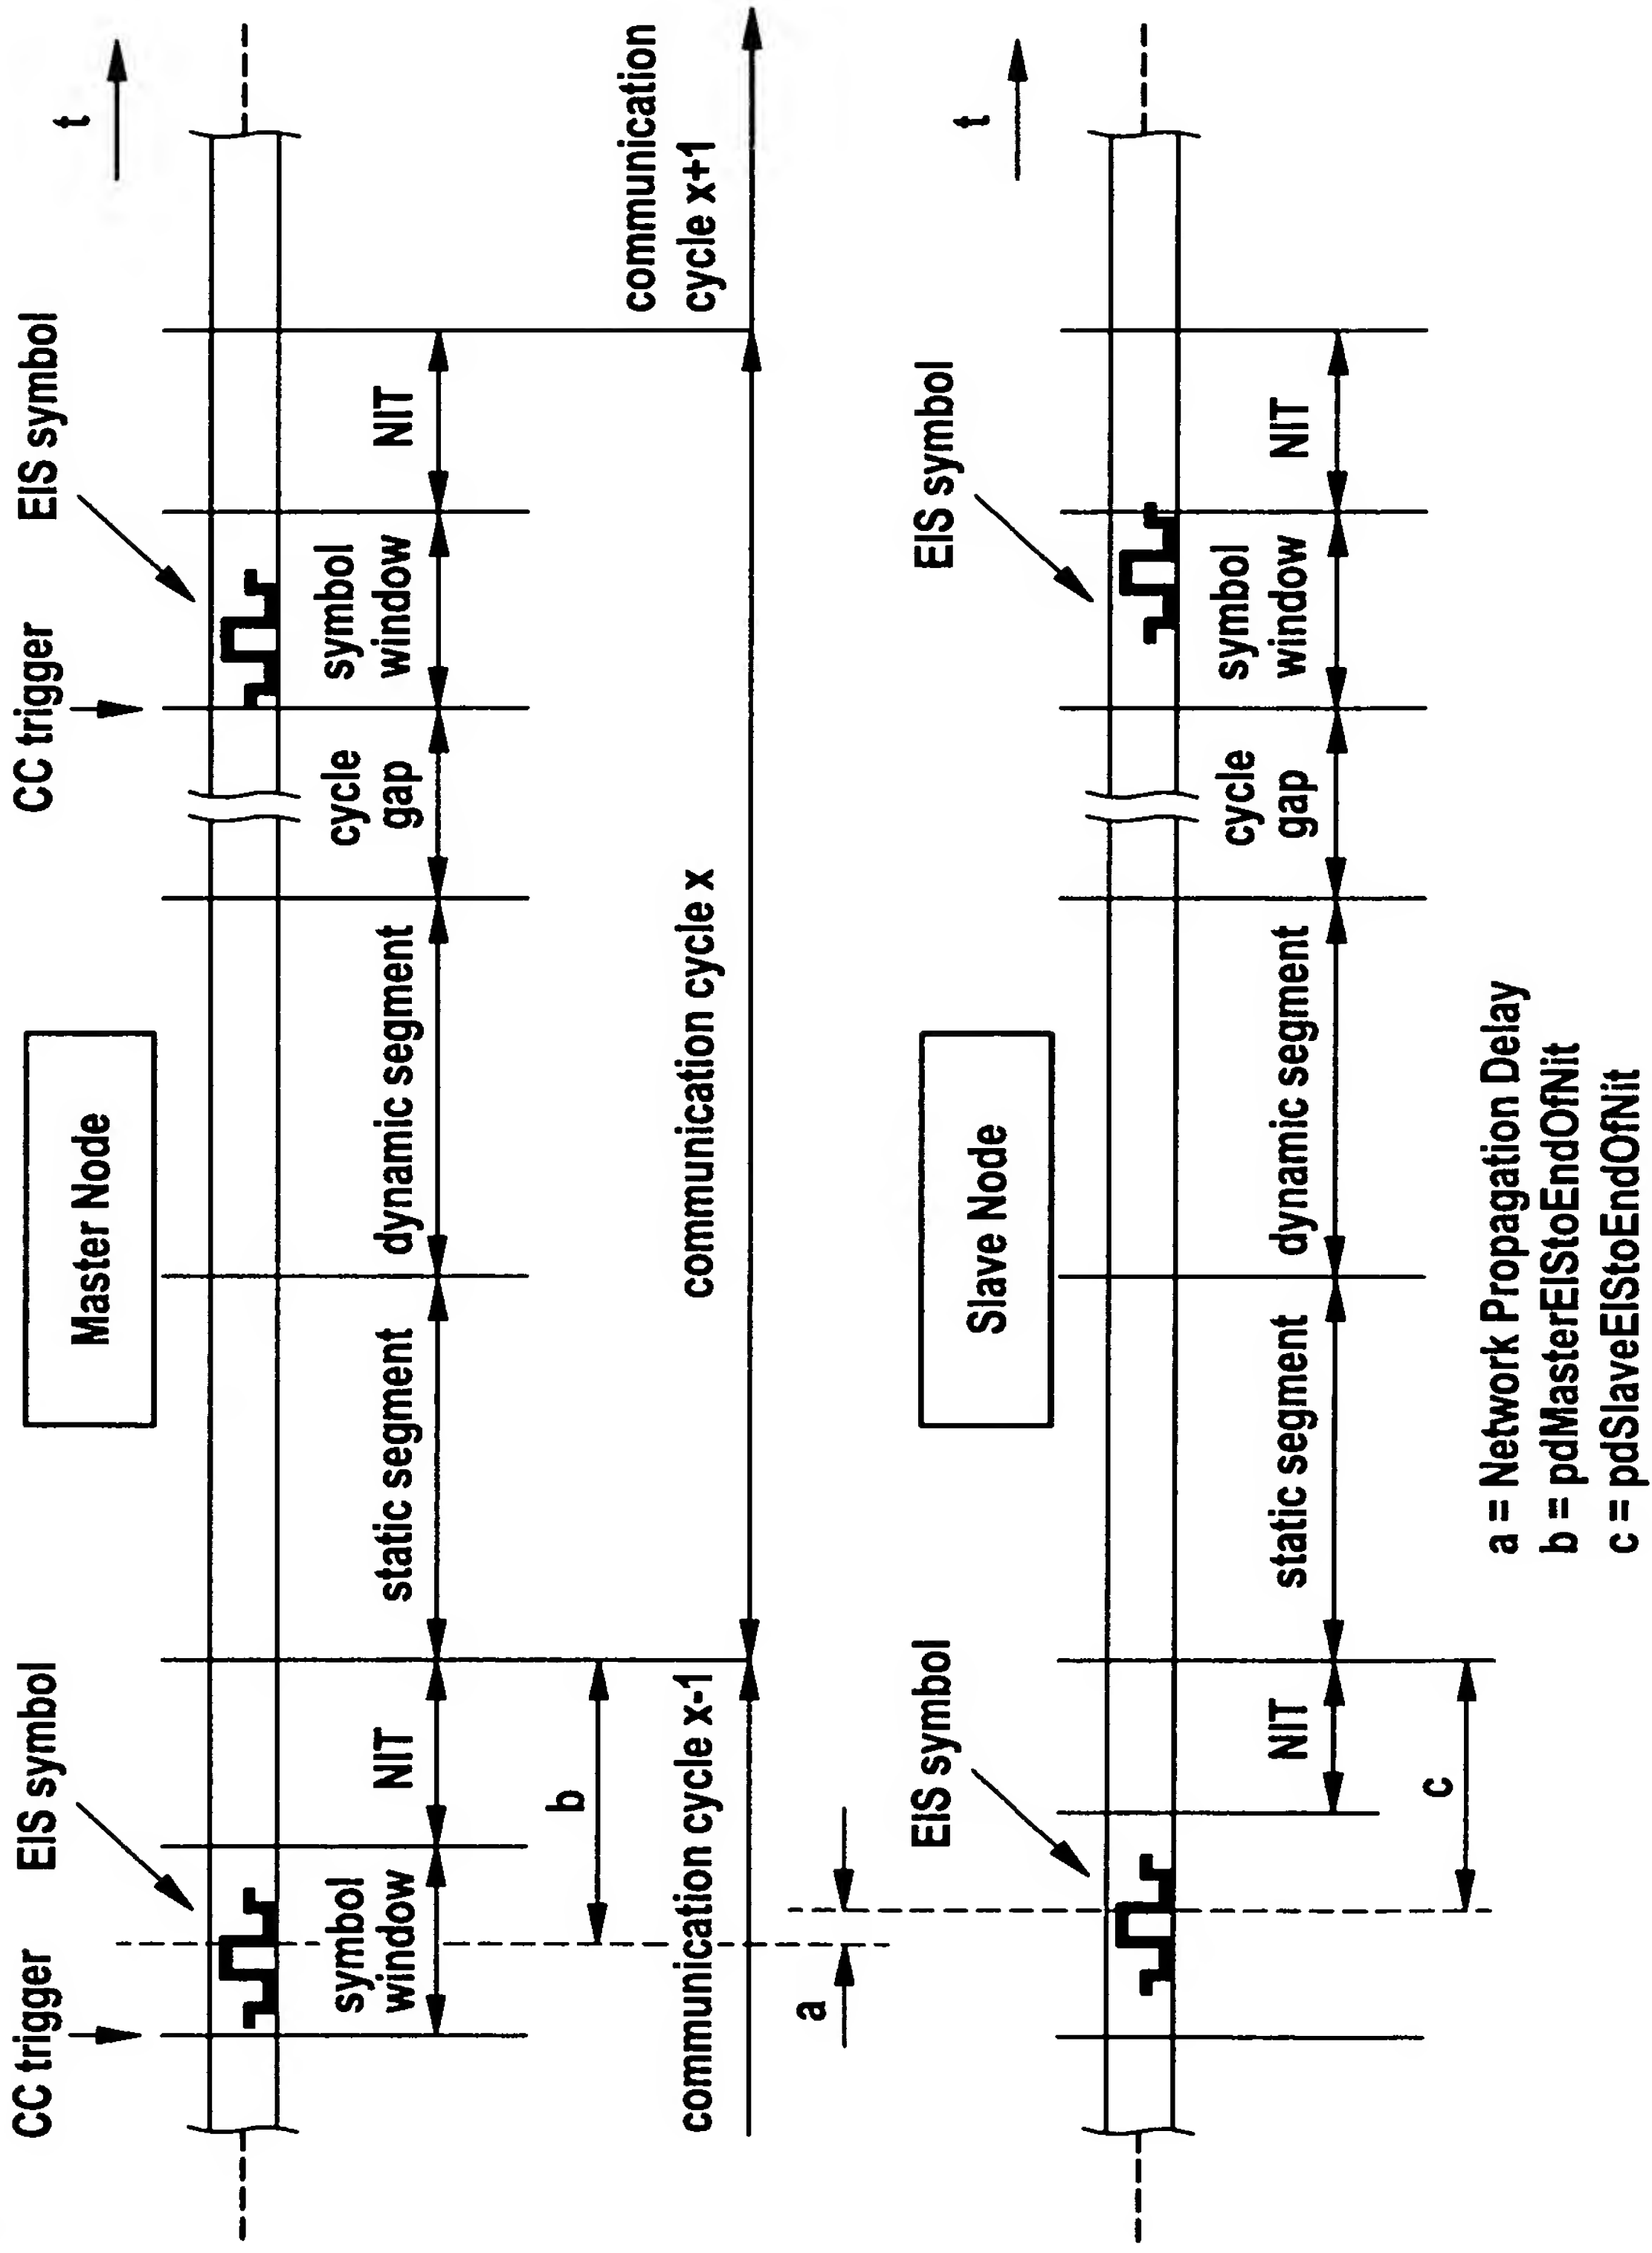 Master Node
t
CC trigger
EIS symbol
CC trigger
EIS symbol
symbol
window
NIT
static segment
dynamic segment
cycle
gap
symbol
window
NIT
b
communication cycle x-1
communication cycle x
communication
cycle x+1
a
Slave Node
t
EIS symbol
EIS symbol
NIT
static segment
dynamic segment
cycle
gap
symbol
window
NIT
c
a = Network Propagation Delay
b = pdMasterEIStoEndOfNit
c = pdSlaveEIStoEndOfNit